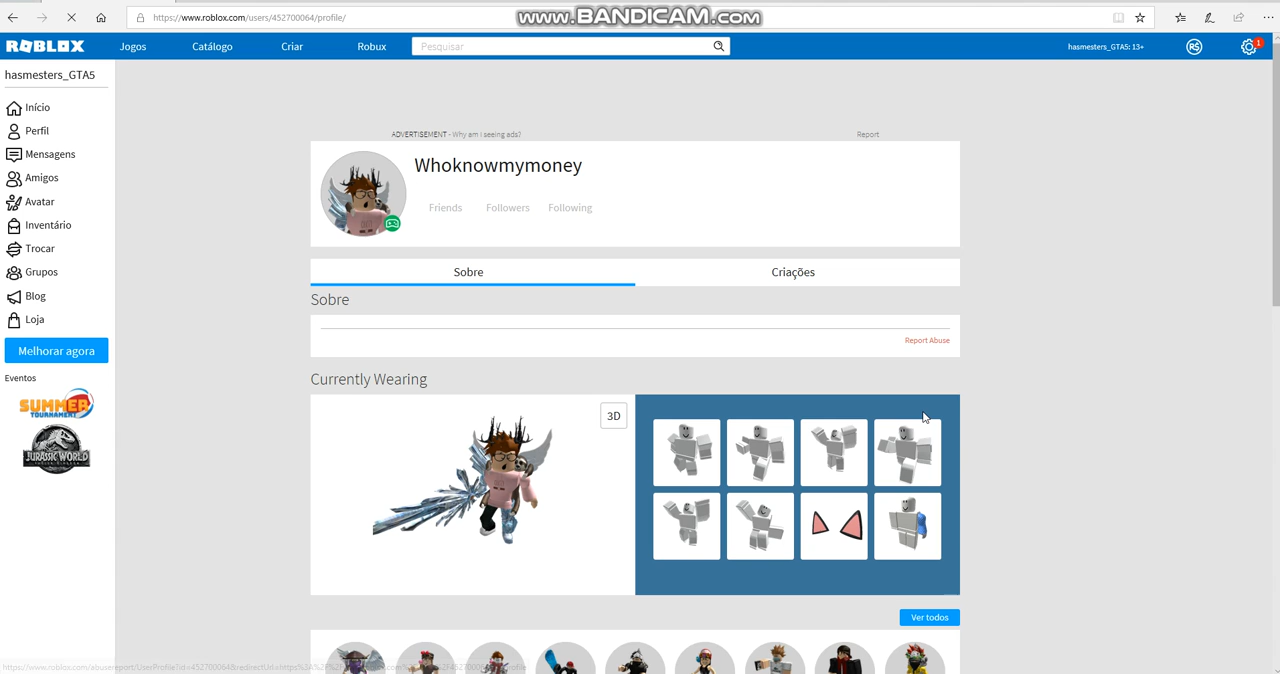 https://www.roblox.com/users/452700064/profile/
www.BANDICAM.com
ROBLOX
Jogos
Catálogo
Criar
Robux
Pesquisar
hasmesters_GTA5: 13+
R$
1
hasmesters_GTA5
Início
Perfil
Mensagens
Amigos
Avatar
Inventário
Trocar
Grupos
Blog
Loja
Melhorar agora
Eventos
SUMMER
TOURNAMENT
JURASSIC WORLD
ADVERTISEMENT - Why am I seeing ads?
Report
Whoknowmymoney
Friends
Followers
Following
Sobre
Criações
Sobre
Report Abuse
Currently Wearing
3D
Ver todos